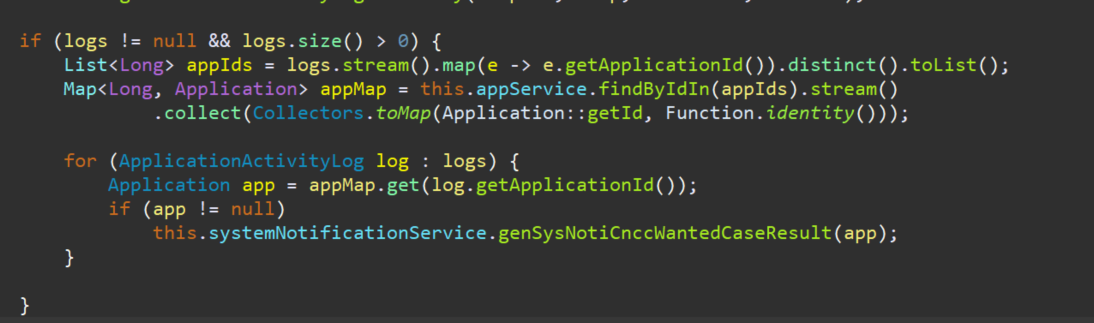 if (logs != null && logs.size() > 0) {
List<Long> appIds = logs.stream().map(e -> e.getApplicationId()).distinct().toList();
Map<Long, Application> appMap = this.appService.findByIdIn(appIds).stream()
.collect(Collectors.toMap(Application::getId, Function.identity()));
for (ApplicationActivityLog log : logs) {
Application app = appMap.get(log.getApplicationId());
if (app != null)
this.systemNotificationService.genSysNotiCnccWantedCaseResult(app);
}
}